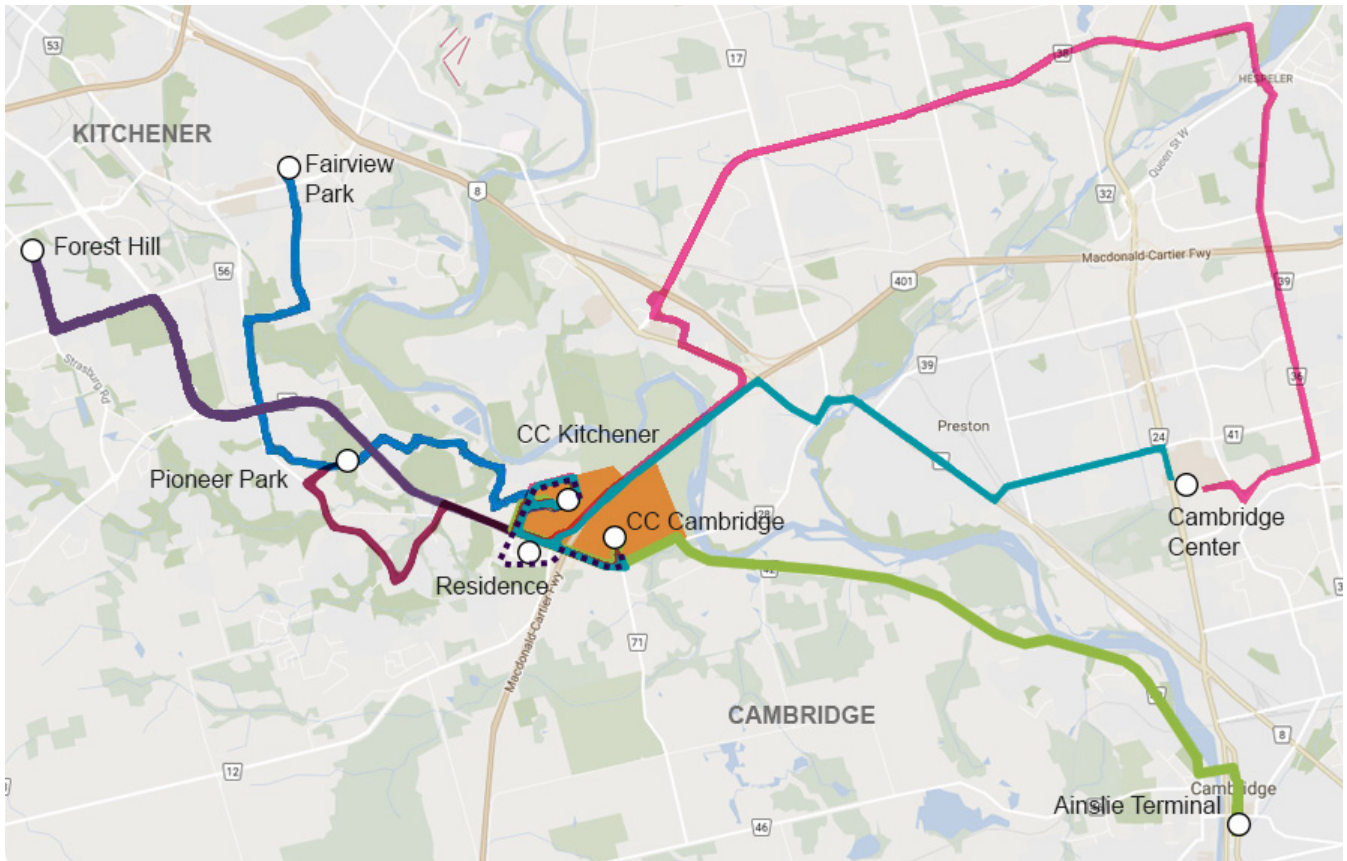 53
17
38
HESPELER
KITCHENER
Fairview
Park
Queen St W
8
32
Forest Hill
56
Macdonald-Cartier Fwy
401
39
Strasburg Rd
39
36
CC Kitchener
Preston
24
41
Pioneer Park
28
CC Cambridge
Cambridge
Center
42
Residence
Macdonald-Cartier Fwy
71
CAMBRIDGE
8
12
Cambridge
Ainslie Terminal
46